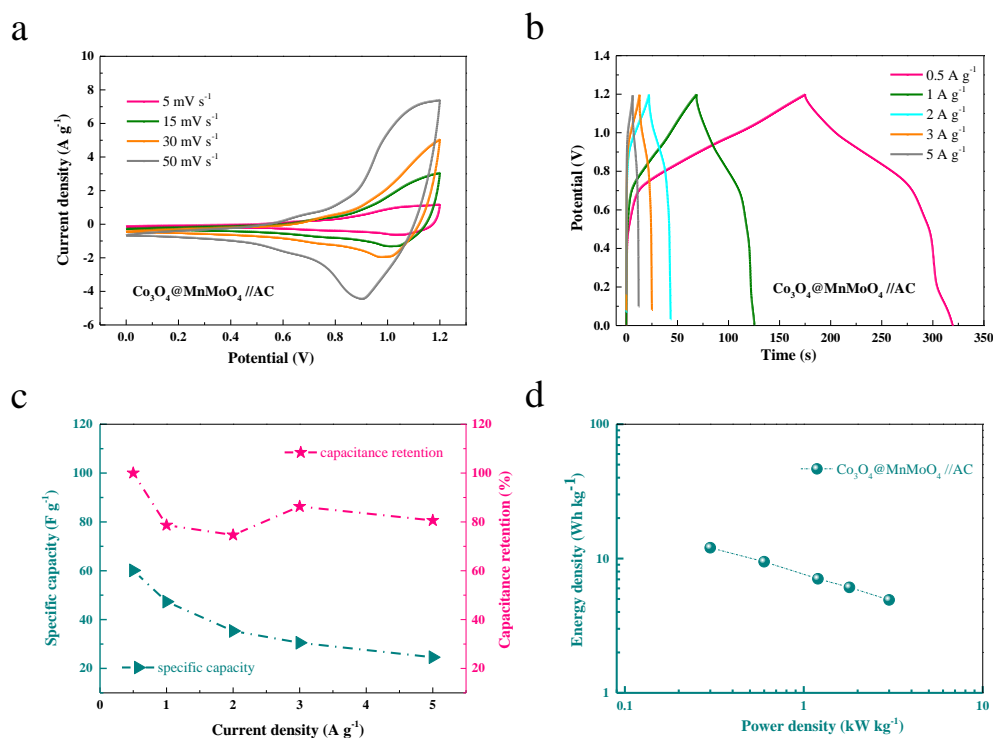 a
10
8
6
4
2
0
-2
-4
-6
Current density (A g-1)
5 mV s-1
15 mV s-1
30 mV s-1
50 mV s-1
Co3O4@MnMoO4 //AC
0.0 0.2 0.4 0.6 0.8 1.0 1.2
Potential (V)
b
1.4
1.2
1.0
0.8
0.6
0.4
0.2
0.0
Potential (V)
0.5 A g-1
1 A g-1
2 A g-1
3 A g-1
5 A g-1
Co3O4@MnMoO4 //AC
0 50 100 150 200 250 300 350
Time (s)
c
120
100
80
60
40
20
Specific capacity (F g-1)
capacitance retention
specific capacity
120
100
80
60
40
20
Capacitance retention (%)
0 1 2 3 4 5
Current density (A g-1)
d
100
10
1
Energy density (Wh kg-1)
Co3O4@MnMoO4 //AC
0.1 1 10
Power density (kW kg-1)